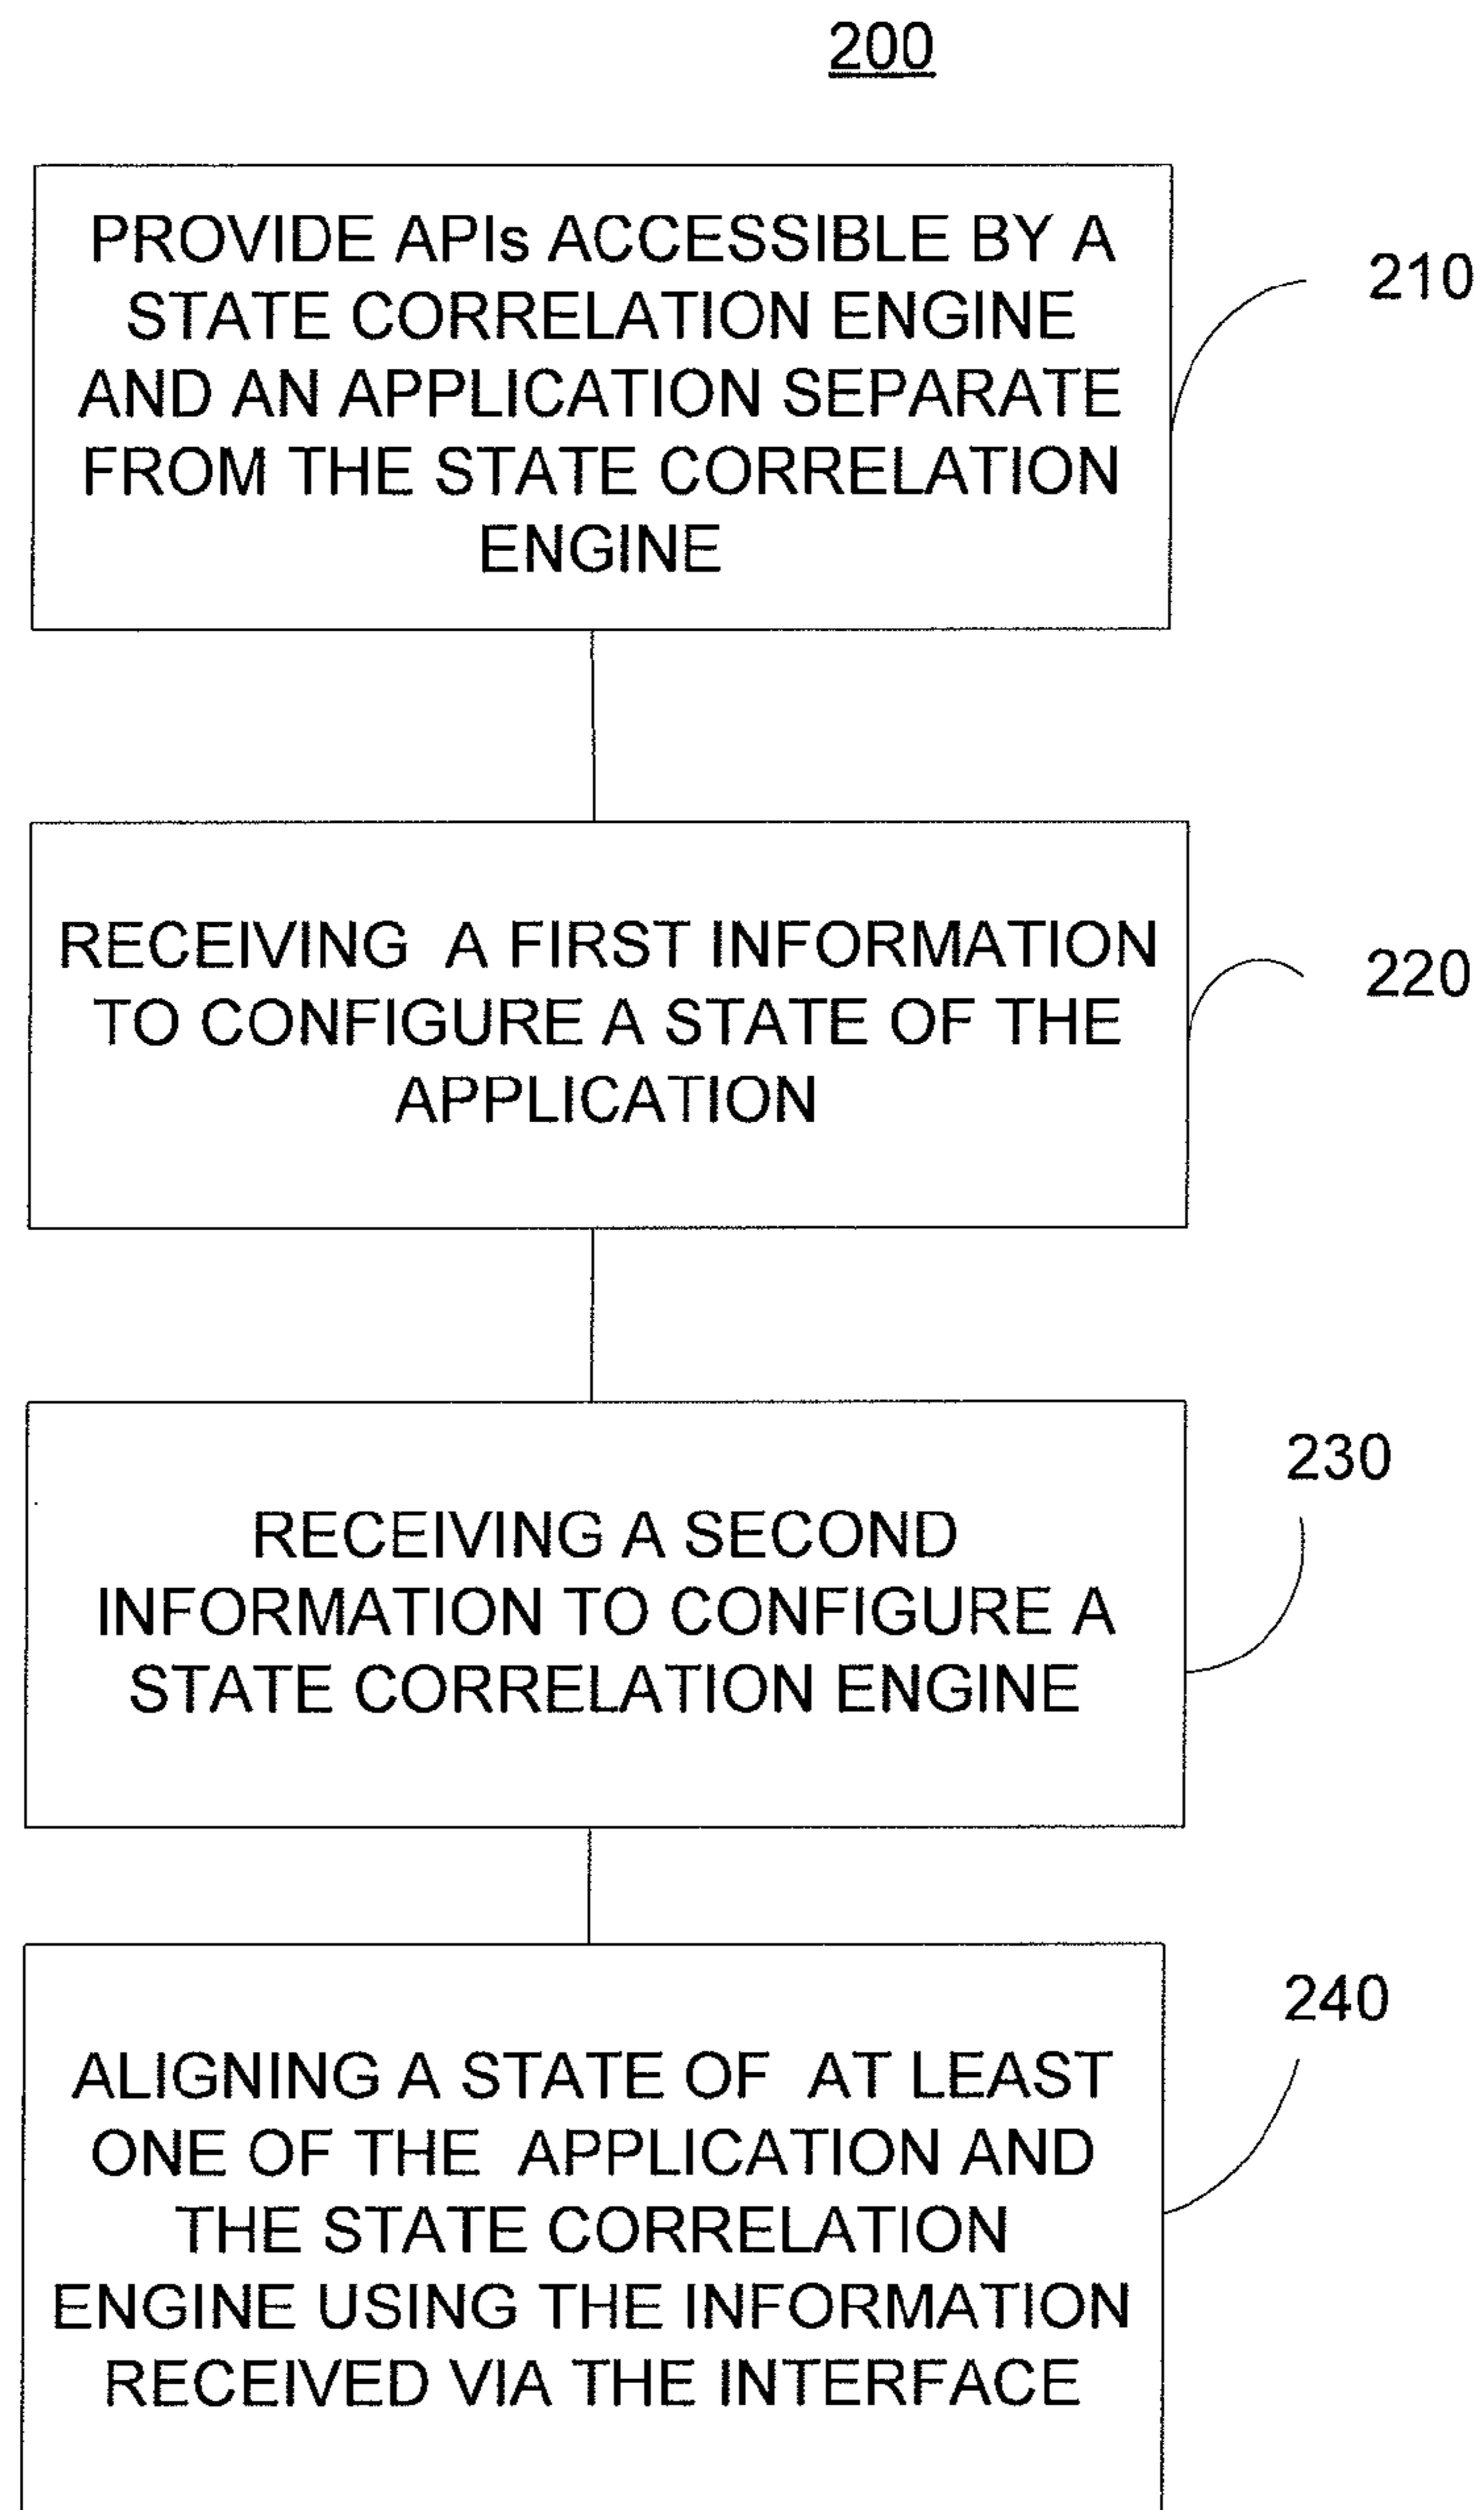 200
PROVIDE APIs ACCESSIBLE BY A
STATE CORRELATION ENGINE
AND AN APPLICATION SEPARATE
FROM THE STATE CORRELATION
ENGINE
210
RECEIVING A FIRST INFORMATION
TO CONFIGURE A STATE OF THE
APPLICATION
220
RECEIVING A SECOND
INFORMATION TO CONFIGURE A
STATE CORRELATION ENGINE
230
ALIGNING A STATE OF AT LEAST
ONE OF THE APPLICATION AND
THE STATE CORRELATION
ENGINE USING THE INFORMATION
RECEIVED VIA THE INTERFACE
240